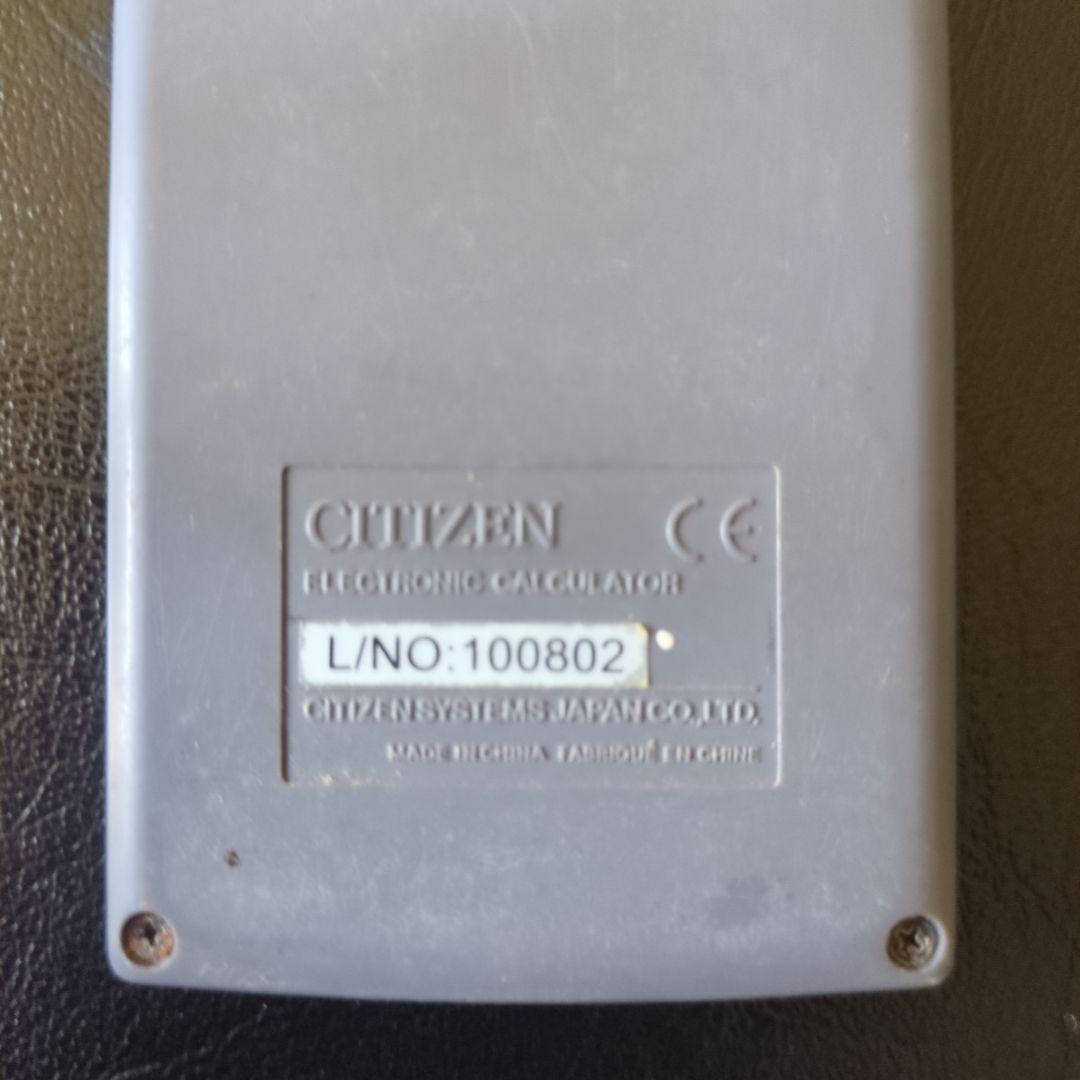 CITIZEN CE
ELECTRONIC CALCULATOR
L/NO:100802
CITIZEN SYSTEMS JAPAN CO.,LTD.
MADE IN CHINA FABRIQUÉ EN CHINE